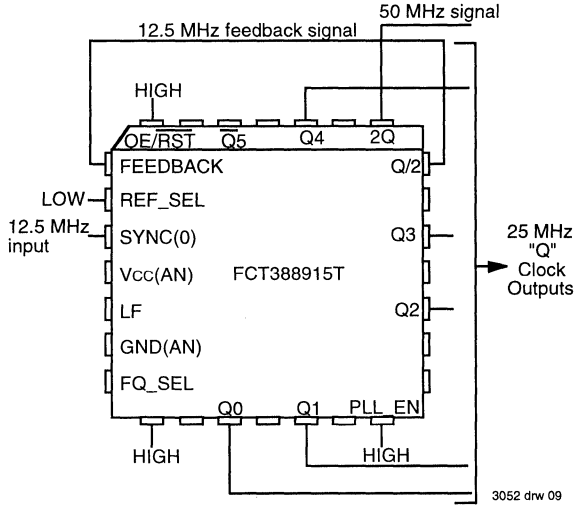 50 MHz signal
12.5 MHz feedback signal
HIGH
OE/RST Q5 Q4 2Q
FEEDBACK Q/2
LOW REF_SEL
12.5 MHz
input
SYNC(0) Q3
25 MHz
"Q"
Clock
Outputs
VCC(AN) FCT388915T
LF Q2
GND(AN)
FQ_SEL
Q0 Q1 PLL_EN
HIGH HIGH
3052 drw 09